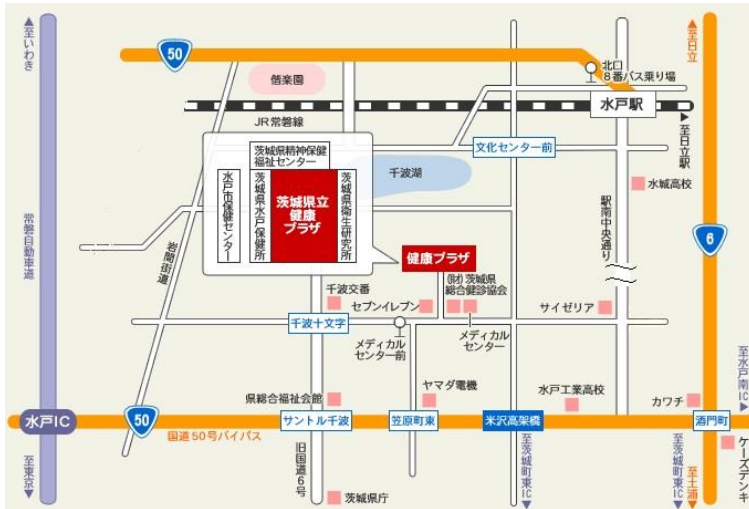 至いわき
50
偕楽園
北口
8番バス乗り場
至日立
水戸駅
JR常磐線
至日立駅
茨城県精神保健
福祉センター
文化センター前
千波湖
水城高校
水戸市保健センター
茨城県水戸保健所
茨城県立
健康
プラザ
茨城県衛生研究所
常磐自動車道
岩間街道
駅南中央通り
6
健康プラザ
(財)茨城県
総合健診協会
千波交番
セブンイレブン
サイゼリア
千波十文字
メディカル
センター前
メディカル
センター
至水戸南IC
県総合福祉会館
ヤマダ電機
水戸工業高校
カワチ
水戸IC
50
サントル千波
笠原町東
米沢高架橋
酒門町
国道50号バイパス
至東京
旧国道6号
至茨城町東IC
至茨城町東IC
至土浦
ケーズデンキ
茨城県庁